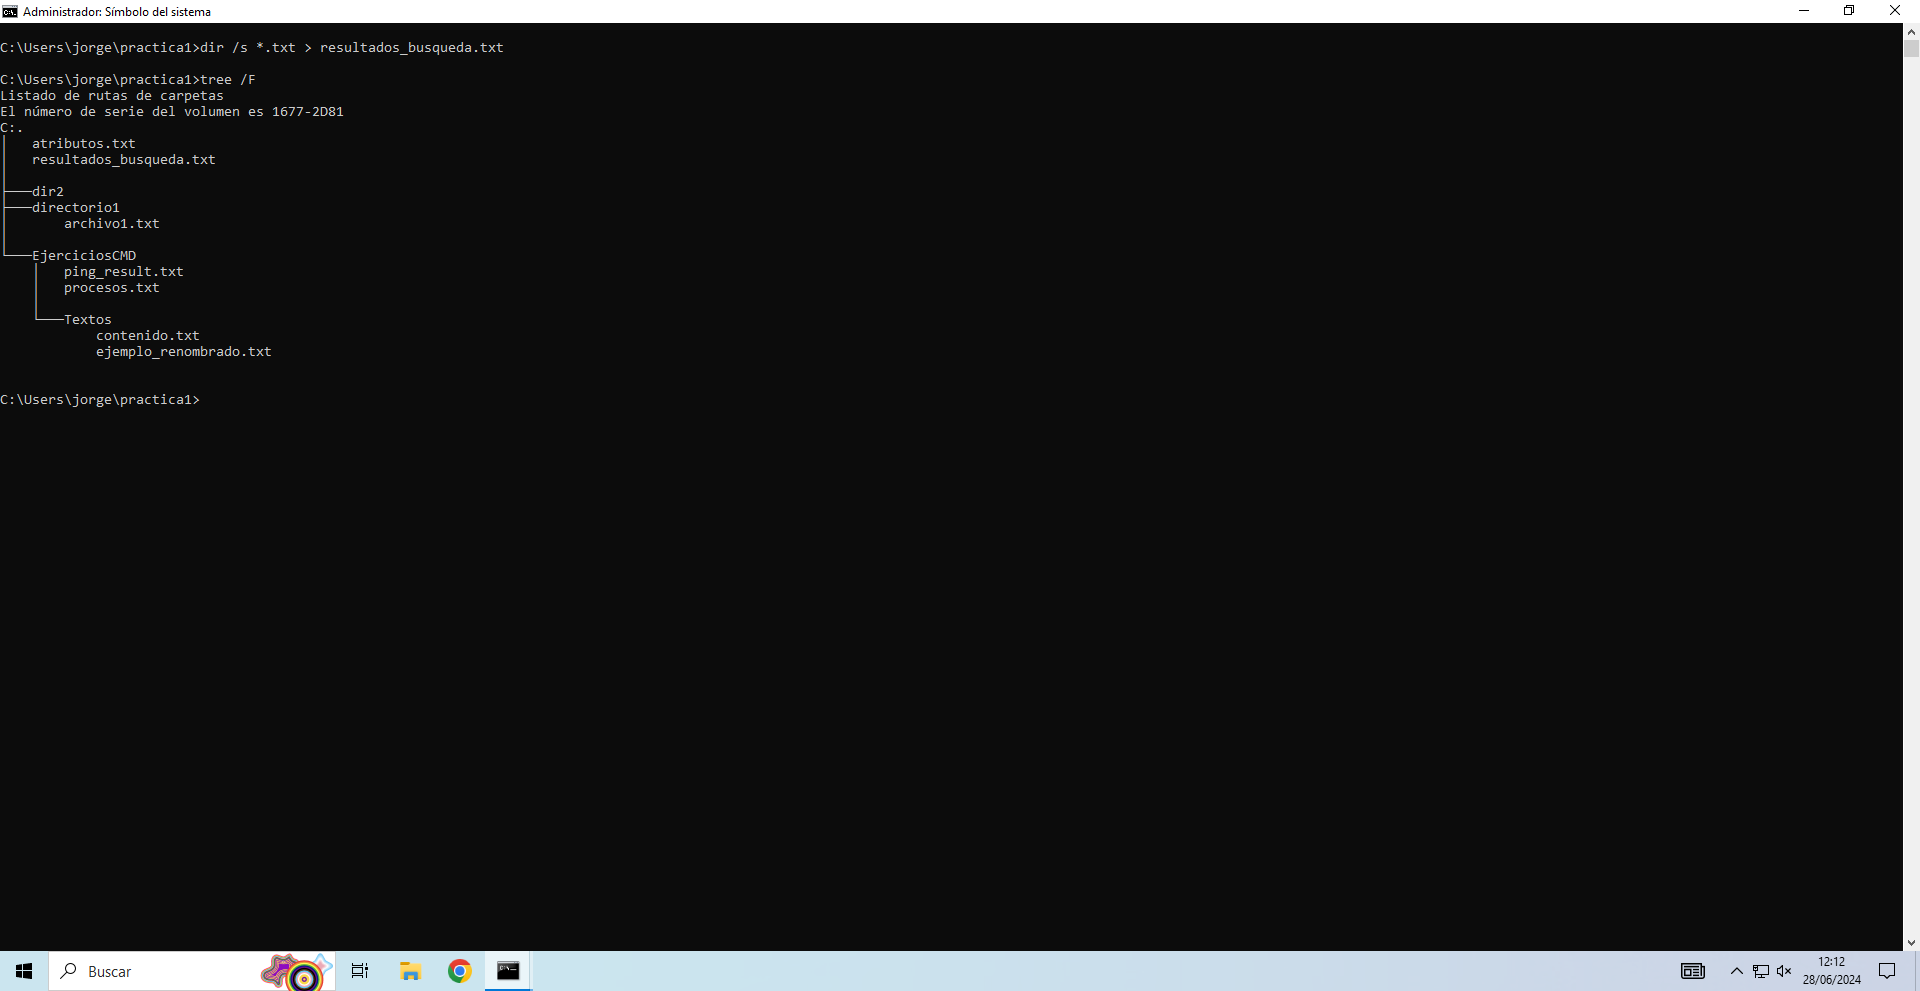 Administrador: Símbolo del sistema
C:\Users\jorge\practica1>dir /s *.txt > resultados_busqueda.txt
C:\Users\jorge\practica1>tree /F
Listado de rutas de carpetas
El número de serie del volumen es 1677-2D81
C:.
│   atributos.txt
│   resultados_busqueda.txt
│
├───dir2
├───directorio1
│       archivo1.txt
│
└───EjerciciosCMD
    │   ping_result.txt
    │   procesos.txt
    │
    └───Textos
            contenido.txt
            ejemplo_renombrado.txt
C:\Users\jorge\practica1>
Buscar
12:12
28/06/2024